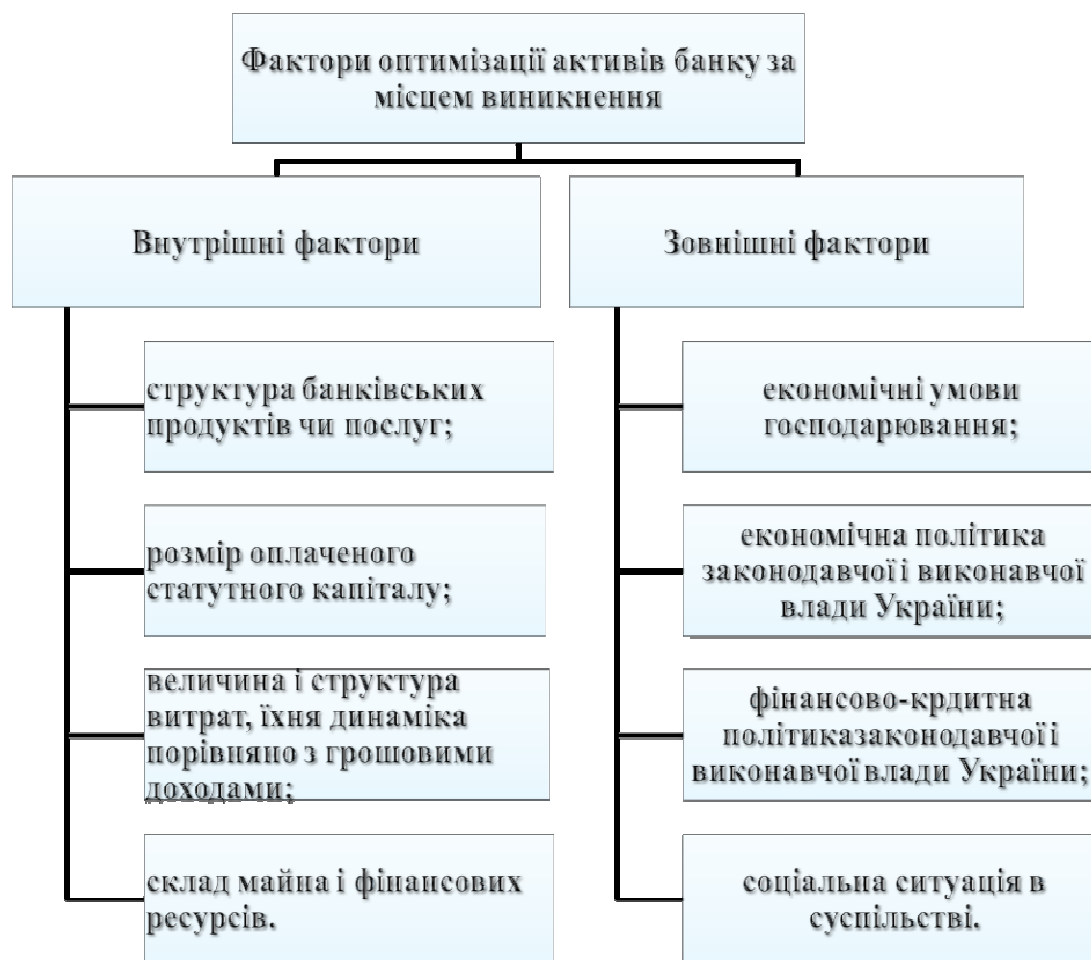 Фактори оптимізації активів банку за
місцем виникнення
Внутрішні фактори
Зовнішні фактори
структура банківських
продуктів чи послуг;
розмір оплаченого
статутного капіталу;
величина і структура
витрат, їхня динаміка
порівняно з грошовими
доходами;
склад майна і фінансових
ресурсів.
економічні умови
господарювання;
економічна політика
законодавчої і виконавчої
влади України;
фінансово-крдитна
політиказаконодавчої і
виконавчої влади України;
соціальна ситуація в
суспільстві.